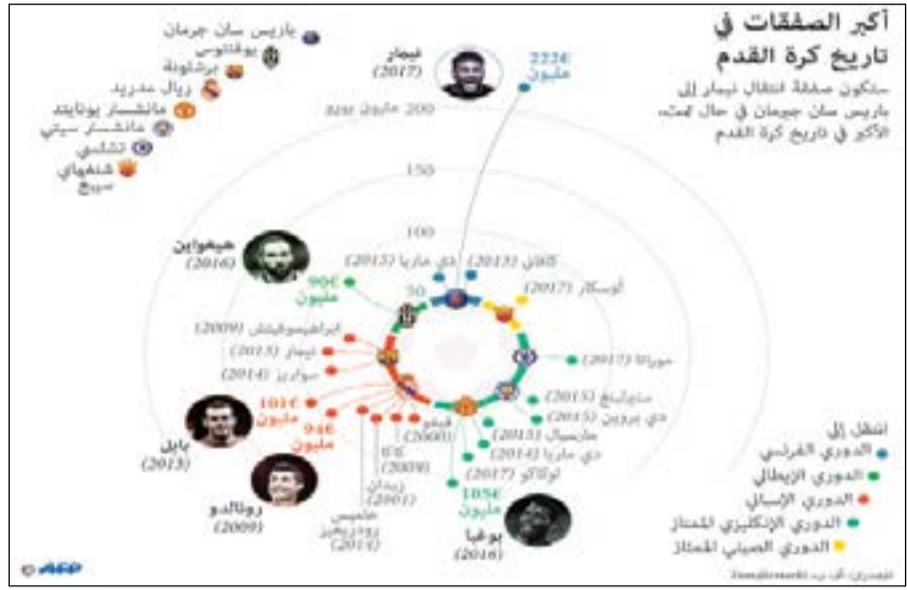 أكبر الصفقات في
تاريخ كرة القدم
ستكون صفقة انتقال نيمار إلى
باريس سان جيرمان في حال تمت،
الأكبر في تاريخ كرة القدم
باريس سان جرمان
يوفنتوس
برشلونة
ريال مدريد
مانشستر يونايتد
مانشستر سيتي
تشلسي
شنغهاي
سيبغ
نيمار
(2017)
222€
مليون
200 مليون يورو
150
100
50
كافاني (2013)
دي ماريا (2015)
أوسكار (2017)
هيغواين
(2016)
90€
مليون
ابراهيموفيتش (2009)
نيمار (2013)
سواريز (2014)
موراتا (2017)
ستيرلينغ (2015)
دي بروين (2015)
مارسيال (2015)
دي ماريا (2014)
لوكاكو (2017)
101€
مليون
بايل
(2013)
94€
مليون
رونالدو
(2009)
فيغو
(2000)
كاكا
(2009)
زيدان
(2001)
خاميس
رودريغيز
(2014)
105€
مليون
بوغبا
(2016)
انتقل إلى
الدوري الفرنسي
الدوري الإيطالي
الدوري الإسباني
الدوري الإنكليزي الممتاز
الدوري الصيني الممتاز
المصدران: أف ب، Transfermarkt
© AFP